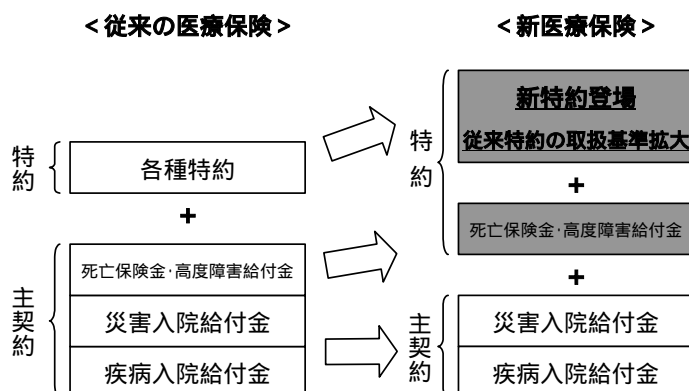 ＜従来の医療保険＞
特約
各種特約
＋
主契約
死亡保険金・高度障害給付金
災害入院給付金
疾病入院給付金
＜新医療保険＞
特約
新特約登場
従来特約の取扱基準拡大
＋
死亡保険金・高度障害給付金
＋
主契約
災害入院給付金
疾病入院給付金